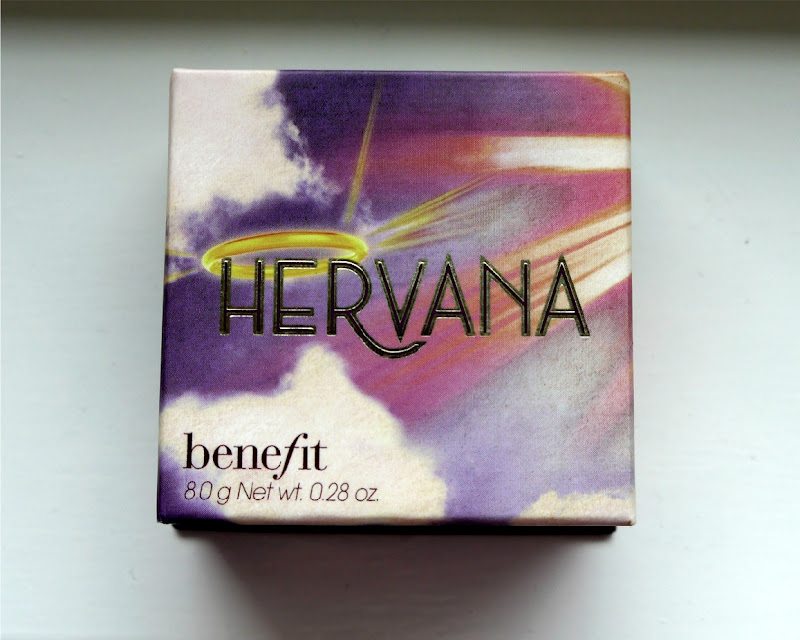 HERVANA
benefit
8.0 g Net wt. 0.28 oz.